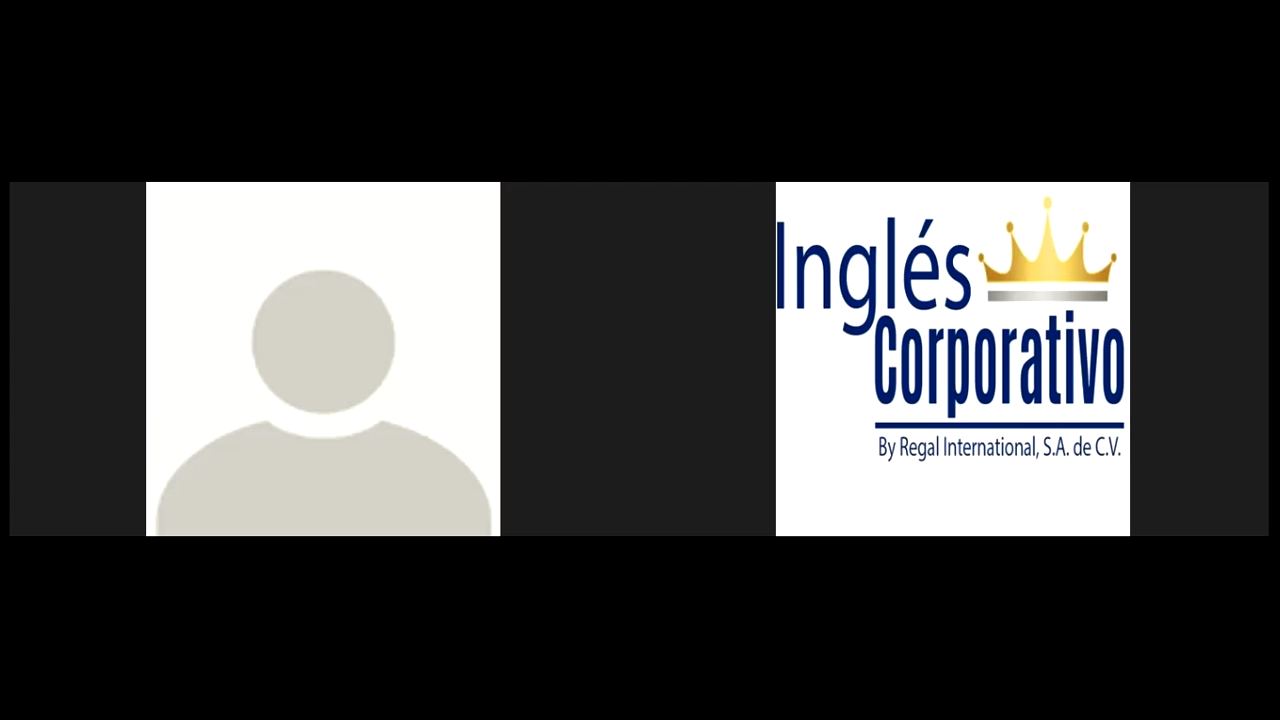 Inglés
Corporativo
By Regal International, S.A. de C.V.